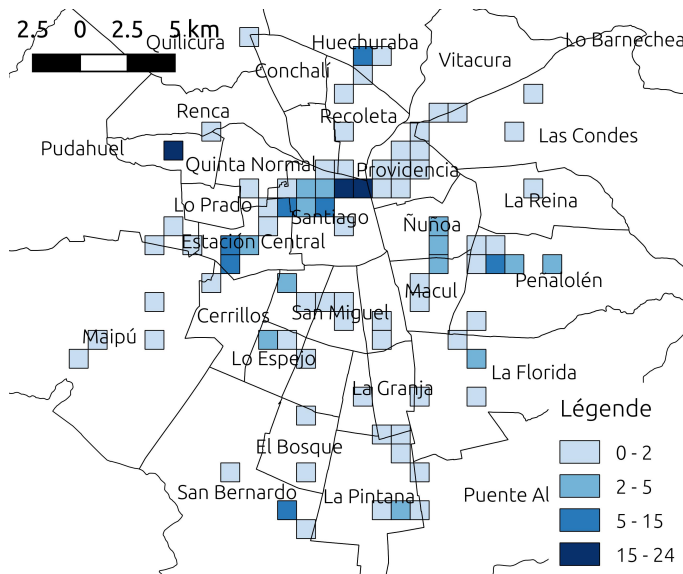 2.5 0 2.5 5 km
Quilicura
Huechuraba
Lo Barnechea
Conchalí
Vitacura
Renca
Recoleta
Las Condes
Pudahuel
Quinta Normal
Providencia
Lo Prado
Santiago
Ñuñoa
La Reina
Estación Central
Peñalolén
Macul
Cerrillos
San Miguel
Maipú
Lo Espejo
La Granja
La Florida
Légende
El Bosque
0 - 2
2 - 5
San Bernardo
La Pintana
Puente Al
5 - 15
15 - 24